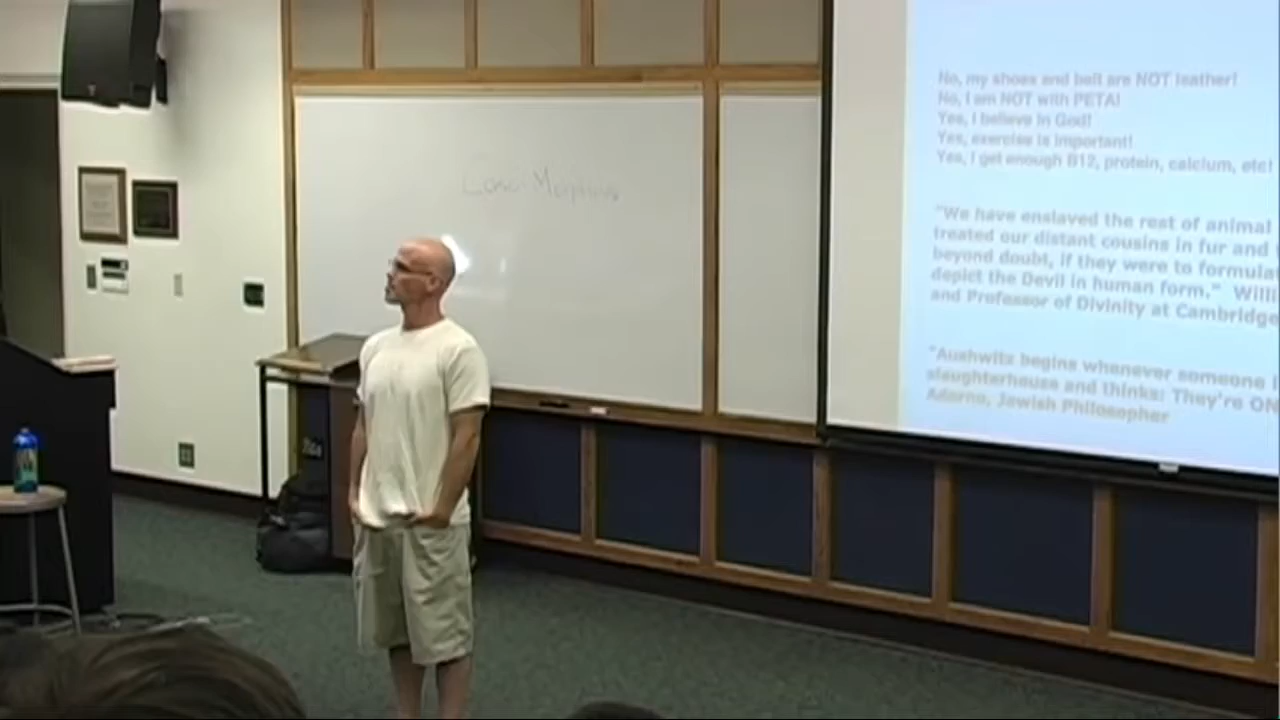 No, my shoes and belt are NOT leather!
No, I am NOT with PETA!
Yes, I believe in God!
Yes, exercise is important!
Yes, I get enough B12, protein, calcium, etc!
"We have enslaved the rest of animal
treated our distant cousins in fur and
beyond doubt, if they were to formulat
depict the Devil in human form." Willi
and Professor of Divinity at Cambridge
"Aushwitz begins whenever someone l
slaughterhouse and thinks: They're ON
Adorno, Jewish Philosopher